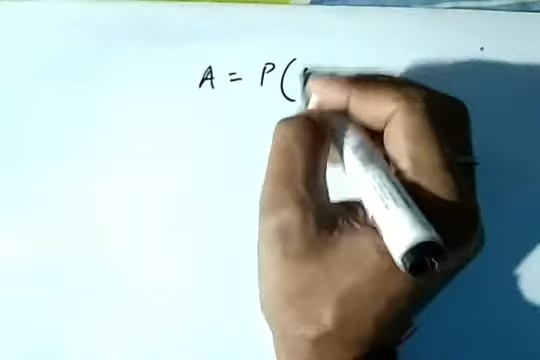 A = P(